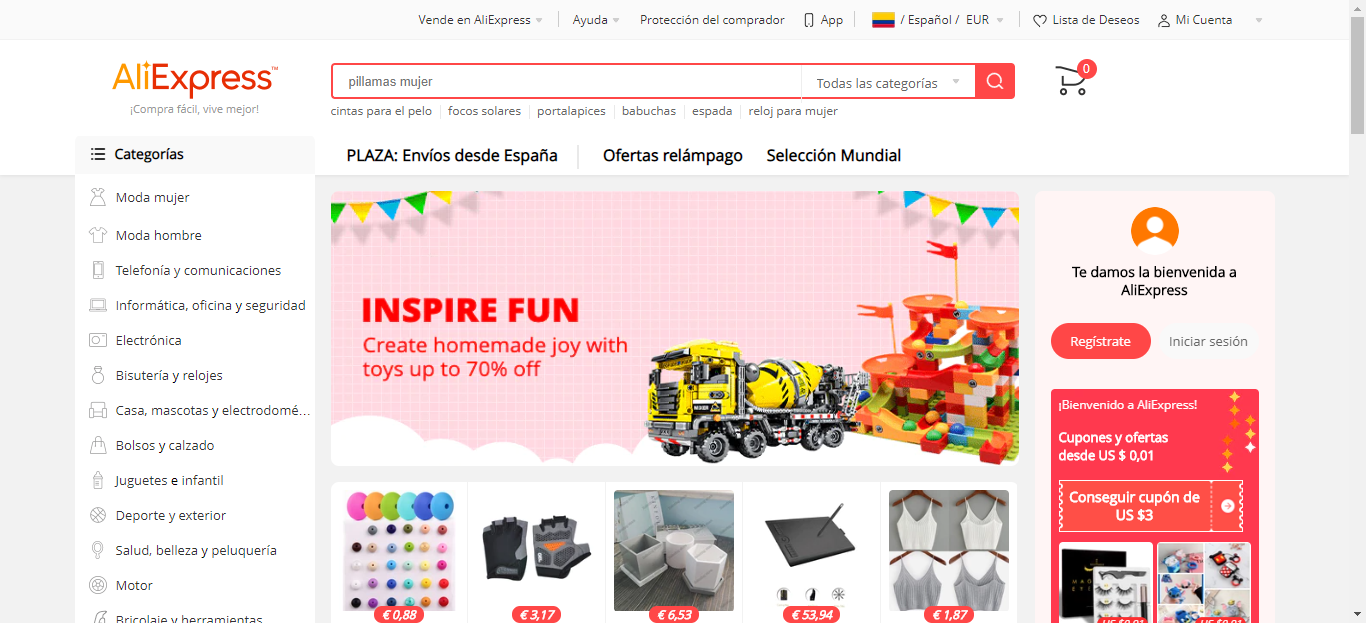 Vende en AliExpress
Ayuda
Protección del comprador
App
/ Español / EUR
Lista de Deseos
Mi Cuenta
AliExpress™
¡Compra fácil, vive mejor!
pillamas mujer
Todas las categorías
0
cintas para el pelo
focos solares
portalapices
babuchas
espada
reloj para mujer
Categorías
PLAZA: Envíos desde España
Ofertas relámpago
Selección Mundial
Moda mujer
Moda hombre
Telefonía y comunicaciones
Informática, oficina y seguridad
Electrónica
Bisutería y relojes
Casa, mascotas y electrodomé...
Bolsos y calzado
Juguetes e infantil
Deporte y exterior
Salud, belleza y peluquería
Motor
Bricolaje y herramientas
INSPIRE FUN
Create homemade joy with
toys up to 70% off
Te damos la bienvenida a
AliExpress
Regístrate
Iniciar sesión
¡Bienvenido a AliExpress!
Cupones y ofertas
desde US $ 0,01
Conseguir cupón de
US $3
€ 0,88
€ 3,17
€ 6,53
€ 53,94
€ 1,87
US $0,01
US $0,01